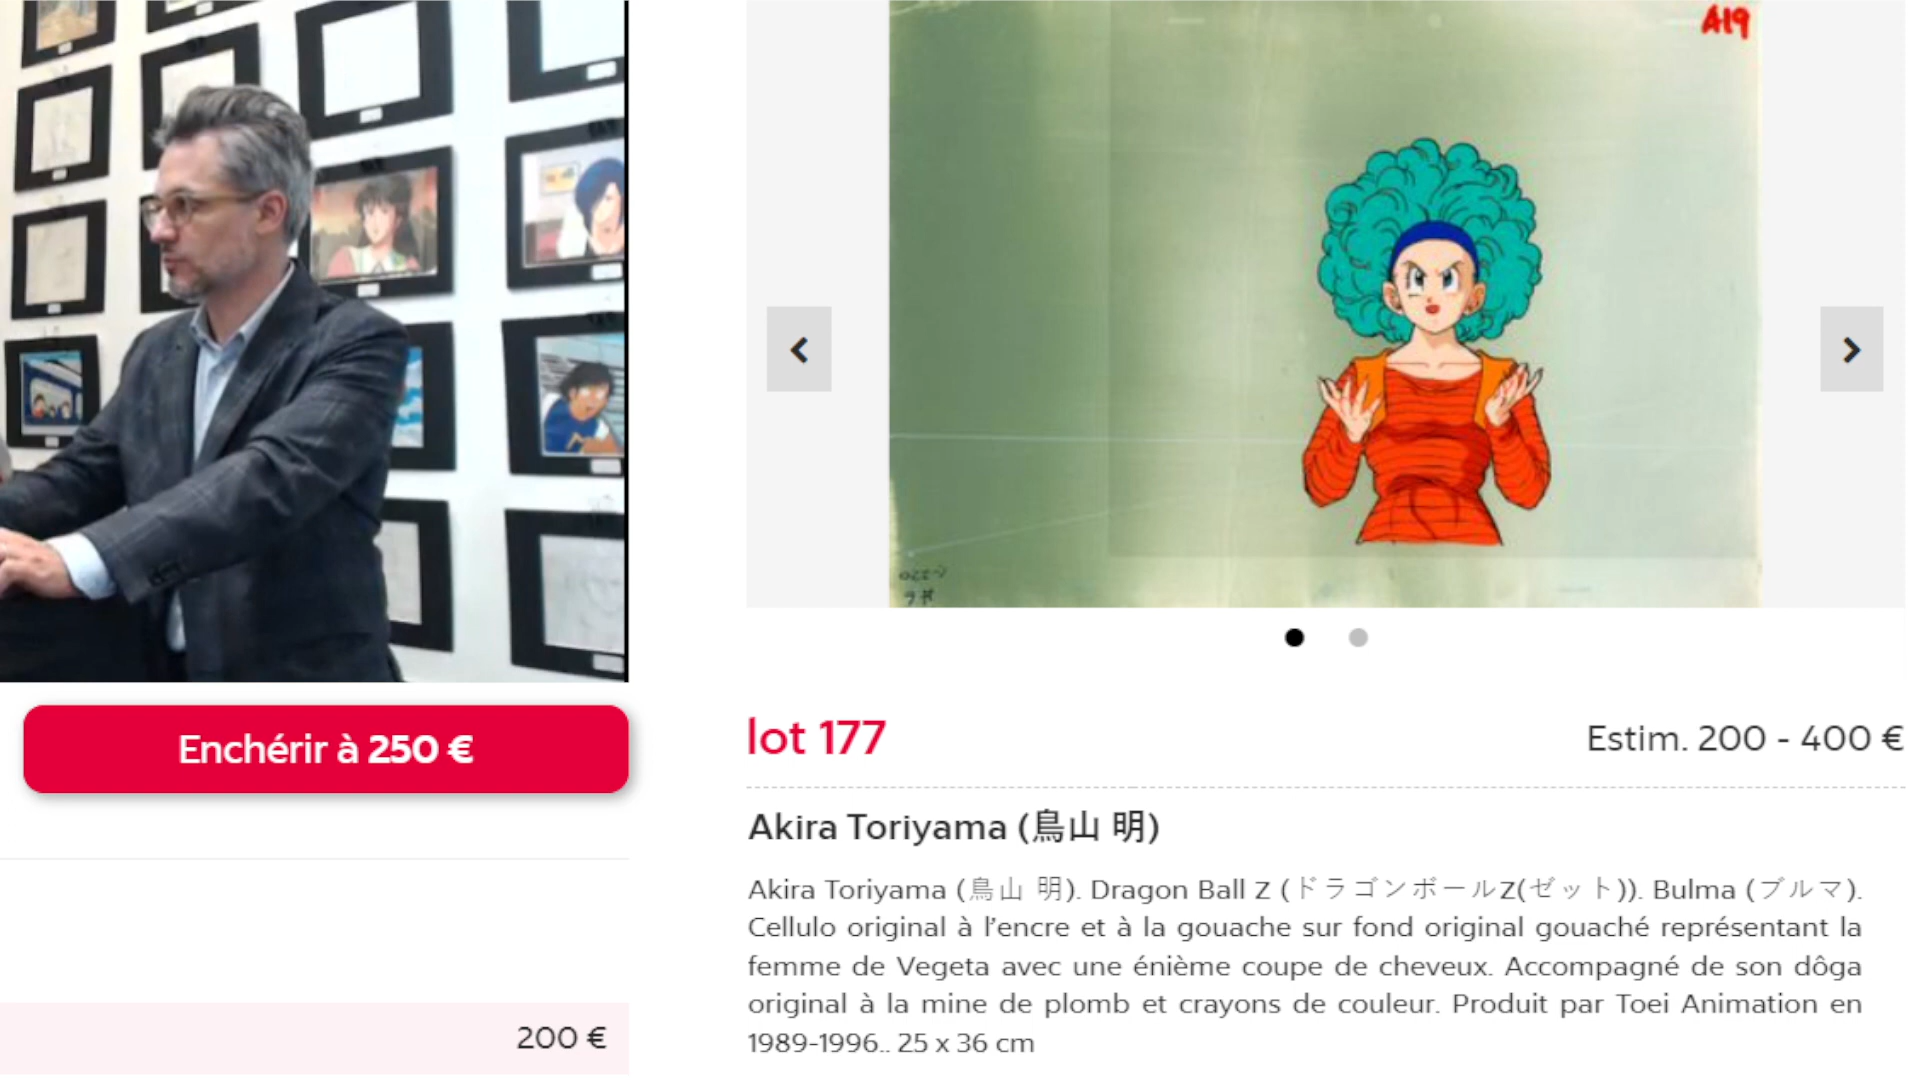 A19
Enchérir à 250 €
200 €
lot 177
Estim. 200 - 400 €
Akira Toriyama (鳥山 明)
Akira Toriyama (鳥山 明). Dragon Ball Z (ドラゴンボールZ(ゼット)). Bulma (ブルマ).
Cellulo original à l'encre et à la gouache sur fond original gouaché représentant la
femme de Vegeta avec une énième coupe de cheveux. Accompagné de son dôga
original à la mine de plomb et crayons de couleur. Produit par Toei Animation en
1989-1996.. 25 x 36 cm